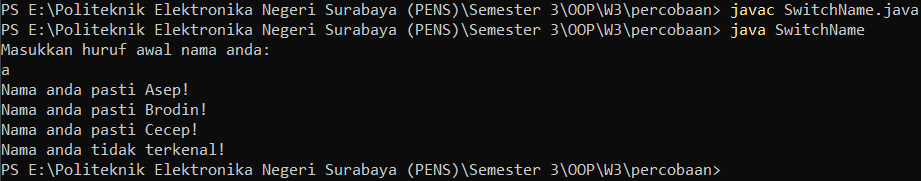 PS E:\Politeknik Elektronika Negeri Surabaya (PENS)\Semester 3\OOP\W3\percobaan> javac SwitchName.java
PS E:\Politeknik Elektronika Negeri Surabaya (PENS)\Semester 3\OOP\W3\percobaan> java SwitchName
Masukkan huruf awal nama anda:
a
Nama anda pasti Asep!
Nama anda pasti Brodin!
Nama anda pasti Cecep!
Nama anda tidak terkenal!
PS E:\Politeknik Elektronika Negeri Surabaya (PENS)\Semester 3\OOP\W3\percobaan>